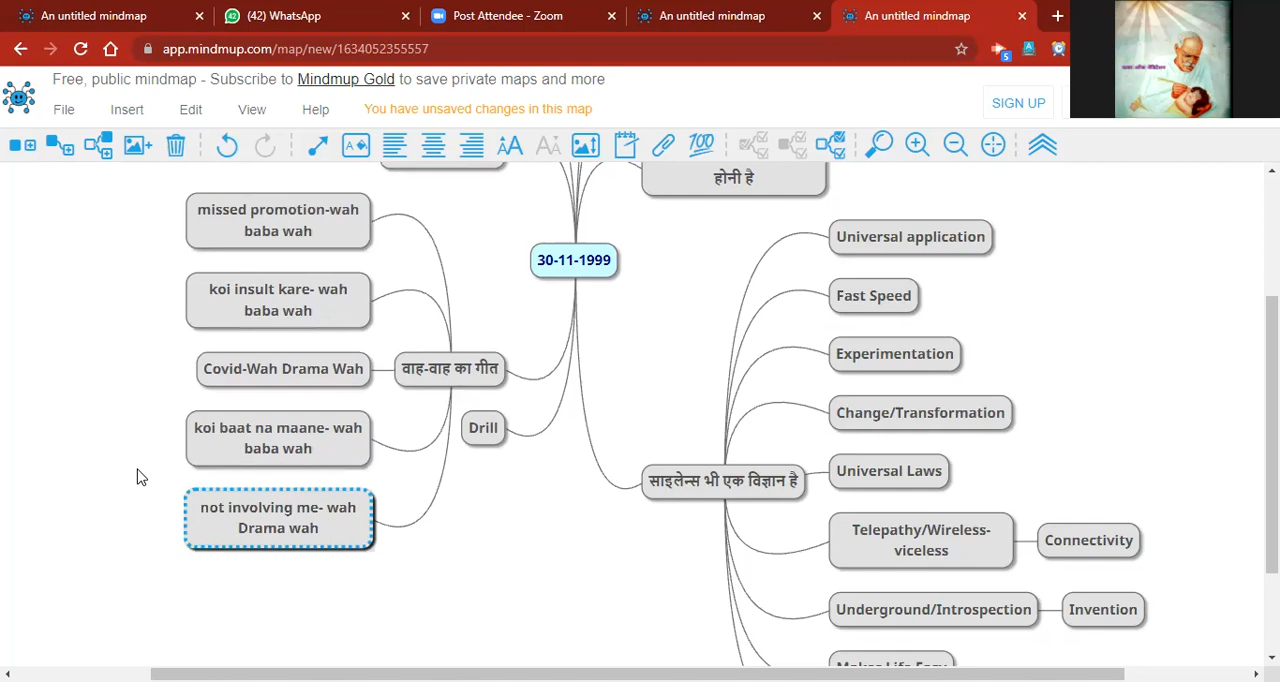 An untitled mindmap
(42) WhatsApp
Post Attendee - Zoom
An untitled mindmap
An untitled mindmap
app.mindmup.com/map/new/1634052355557
Free, public mindmap - Subscribe to Mindmup Gold to save private maps and more
File Insert Edit View Help You have unsaved changes in this map
SIGN UP
होनी है
30-11-1999
missed promotion-wah
baba wah
koi insult kare- wah
baba wah
Covid-Wah Drama Wah
वाह-वाह का गीत
koi baat na maane- wah
baba wah
Drill
not involving me- wah
Drama wah
साइलेन्स भी एक विज्ञान है
Universal application
Fast Speed
Experimentation
Change/Transformation
Universal Laws
Telepathy/Wireless-
viceless
Connectivity
Underground/Introspection
Invention
Makes Life Easy